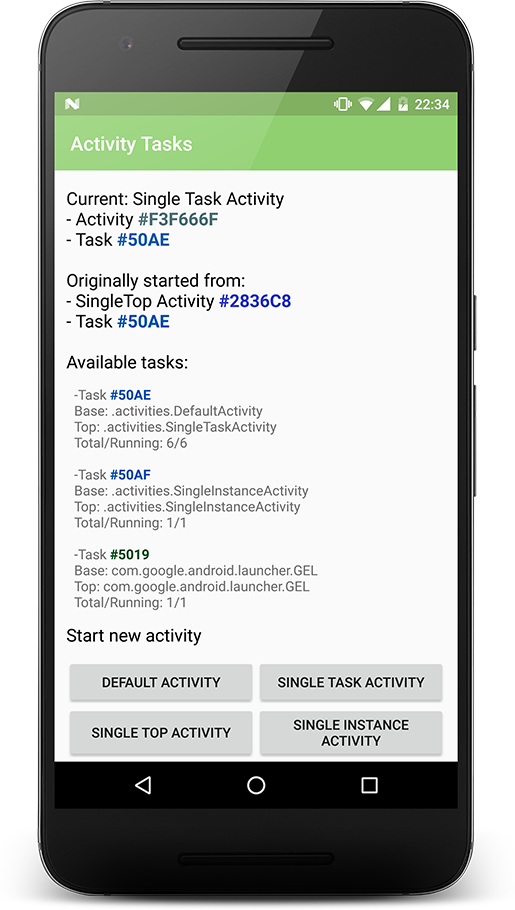 22:34
Activity Tasks
Current: Single Task Activity
- Activity #F3F666F
- Task #50AE
Originally started from:
- SingleTop Activity #2836C8
- Task #50AE
Available tasks:
-Task #50AE
Base: .activities.DefaultActivity
Top: .activities.SingleTaskActivity
Total/Running: 6/6
-Task #50AF
Base: .activities.SingleInstanceActivity
Top: .activities.SingleInstanceActivity
Total/Running: 1/1
-Task #5019
Base: com.google.android.launcher.GEL
Top: com.google.android.launcher.GEL
Total/Running: 1/1
Start new activity
DEFAULT ACTIVITY
SINGLE TASK ACTIVITY
SINGLE TOP ACTIVITY
SINGLE INSTANCE
ACTIVITY